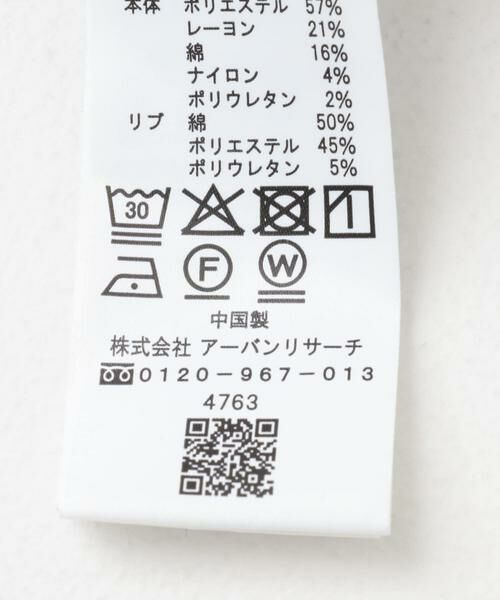 本体 ポリエステル 57%
レーヨン 21%
綿 16%
ナイロン 4%
ポリウレタン 2%
リブ 綿 50%
ポリエステル 45%
ポリウレタン 5%
30
F W
中国製
株式会社 アーバンリサーチ
0120-967-013
4763